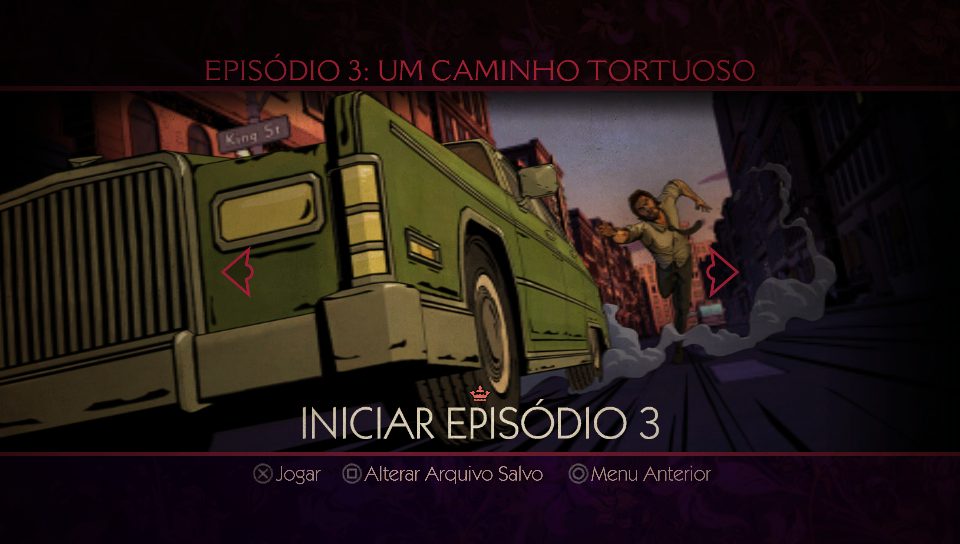 EPISÓDIO 3: UM CAMINHO TORTUOSO
King St
INICIAR EPISÓDIO 3
Jogar Alterar Arquivo Salvo Menu Anterior